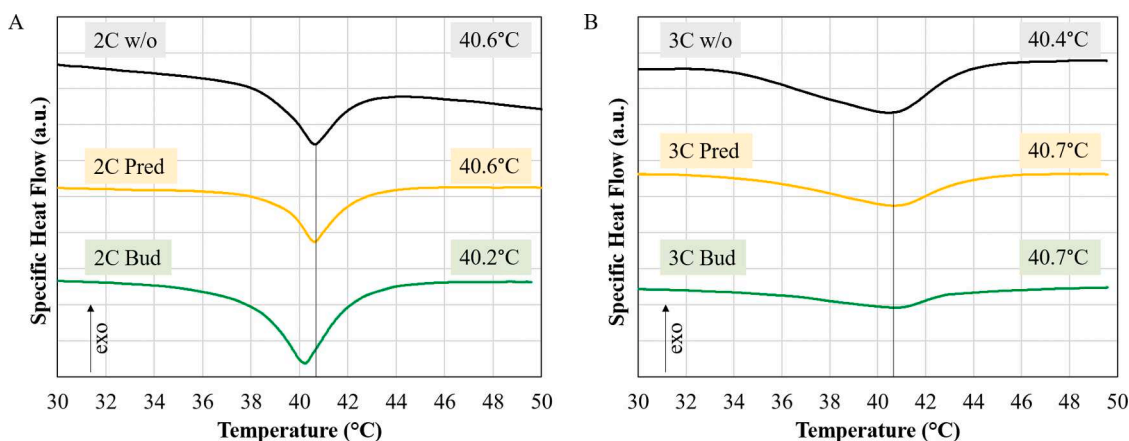 A
2C w/o
40.6°C
2C Pred
40.6°C
2C Bud
40.2°C
exo
Specific Heat Flow (a.u.)
30 32 34 36 38 40 42 44 46 48 50
Temperature (°C)
B
3C w/o
40.4°C
3C Pred
40.7°C
3C Bud
40.7°C
exo
Specific Heat Flow (a.u.)
30 32 34 36 38 40 42 44 46 48 50
Temperature (°C)